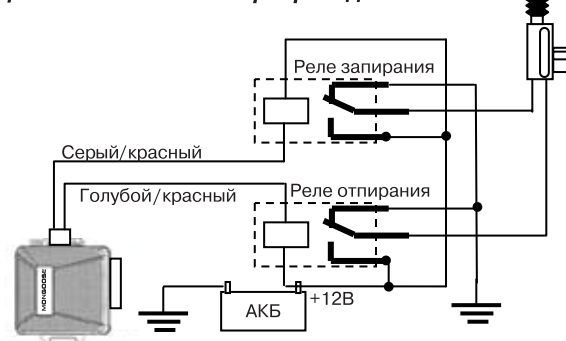 Реле запирания
Серый/красный
Голубой/красный
Реле отпирания
MONGOOSE
+12В
АКБ